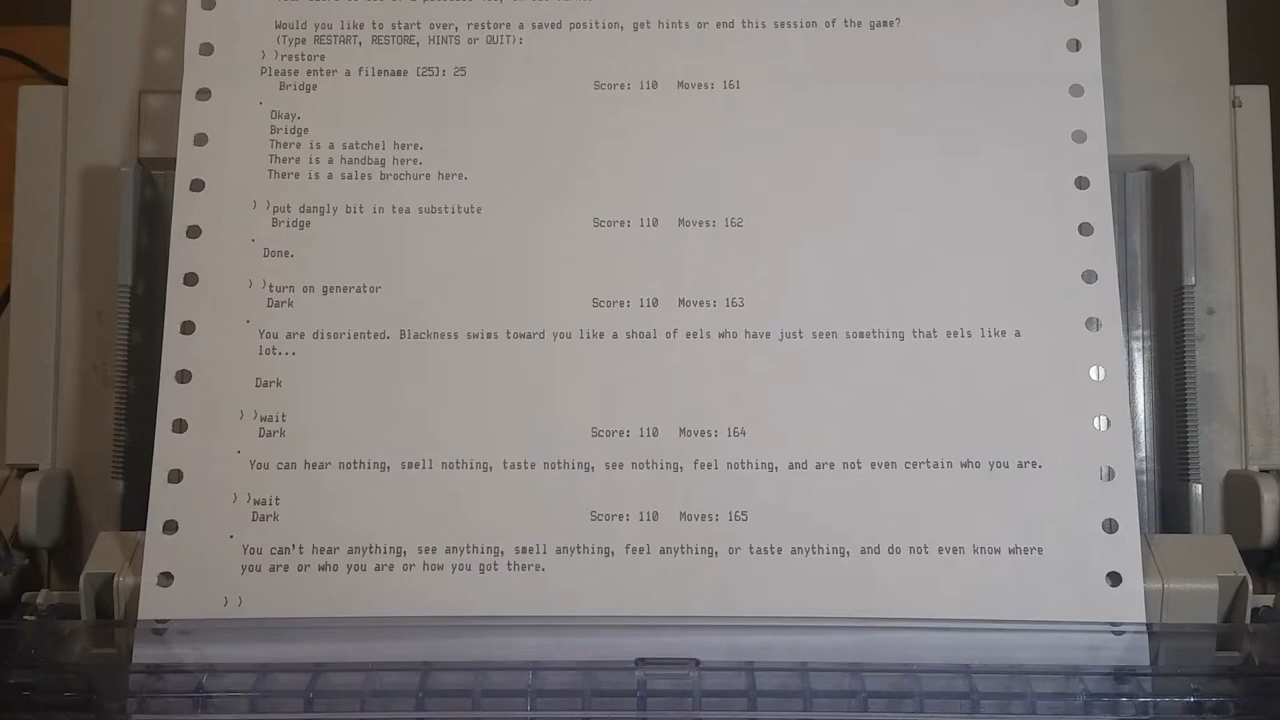 Would you like to start over, restore a saved position, get hints or end this session of the game?
(Type RESTART, RESTORE, HINTS or QUIT):
> >restore
Please enter a filename [25]: 25
Bridge Score: 110 Moves: 161
.
Okay.
Bridge
There is a satchel here.
There is a handbag here.
There is a sales brochure here.
> >put dangly bit in tea substitute
Bridge Score: 110 Moves: 162
.
Done.
> >turn on generator
Dark Score: 110 Moves: 163
.
You are disoriented. Blackness swims toward you like a shoal of eels who have just seen something that eels like a
lot...
Dark
> >wait
Dark Score: 110 Moves: 164
.
You can hear nothing, smell nothing, taste nothing, see nothing, feel nothing, and are not even certain who you are.
> >wait
Dark Score: 110 Moves: 165
.
You can't hear anything, see anything, smell anything, feel anything, or taste anything, and do not even know where
you are or who you are or how you got there.
> >